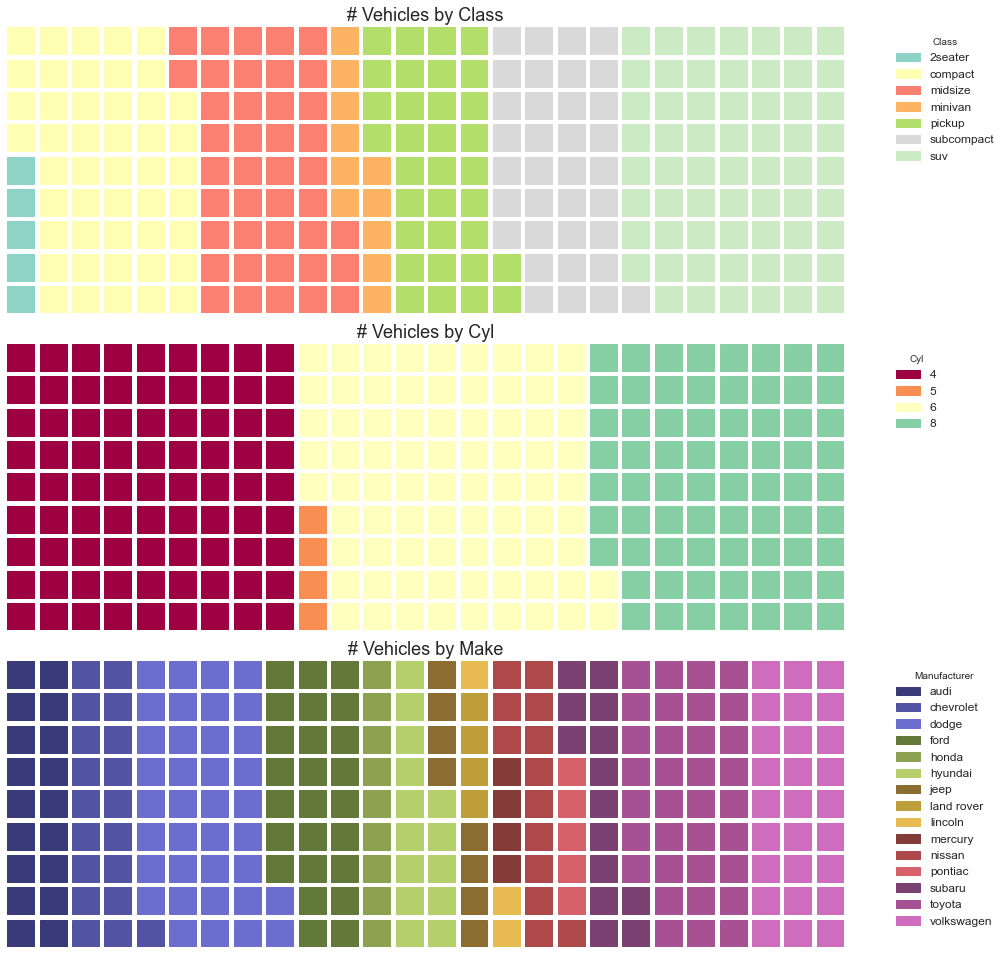 # Vehicles by Class
Class
2seater
compact
midsize
minivan
pickup
subcompact
suv
# Vehicles by Cyl
Cyl
4
5
6
8
# Vehicles by Make
Manufacturer
audi
chevrolet
dodge
ford
honda
hyundai
jeep
land rover
lincoln
mercury
nissan
pontiac
subaru
toyota
volkswagen